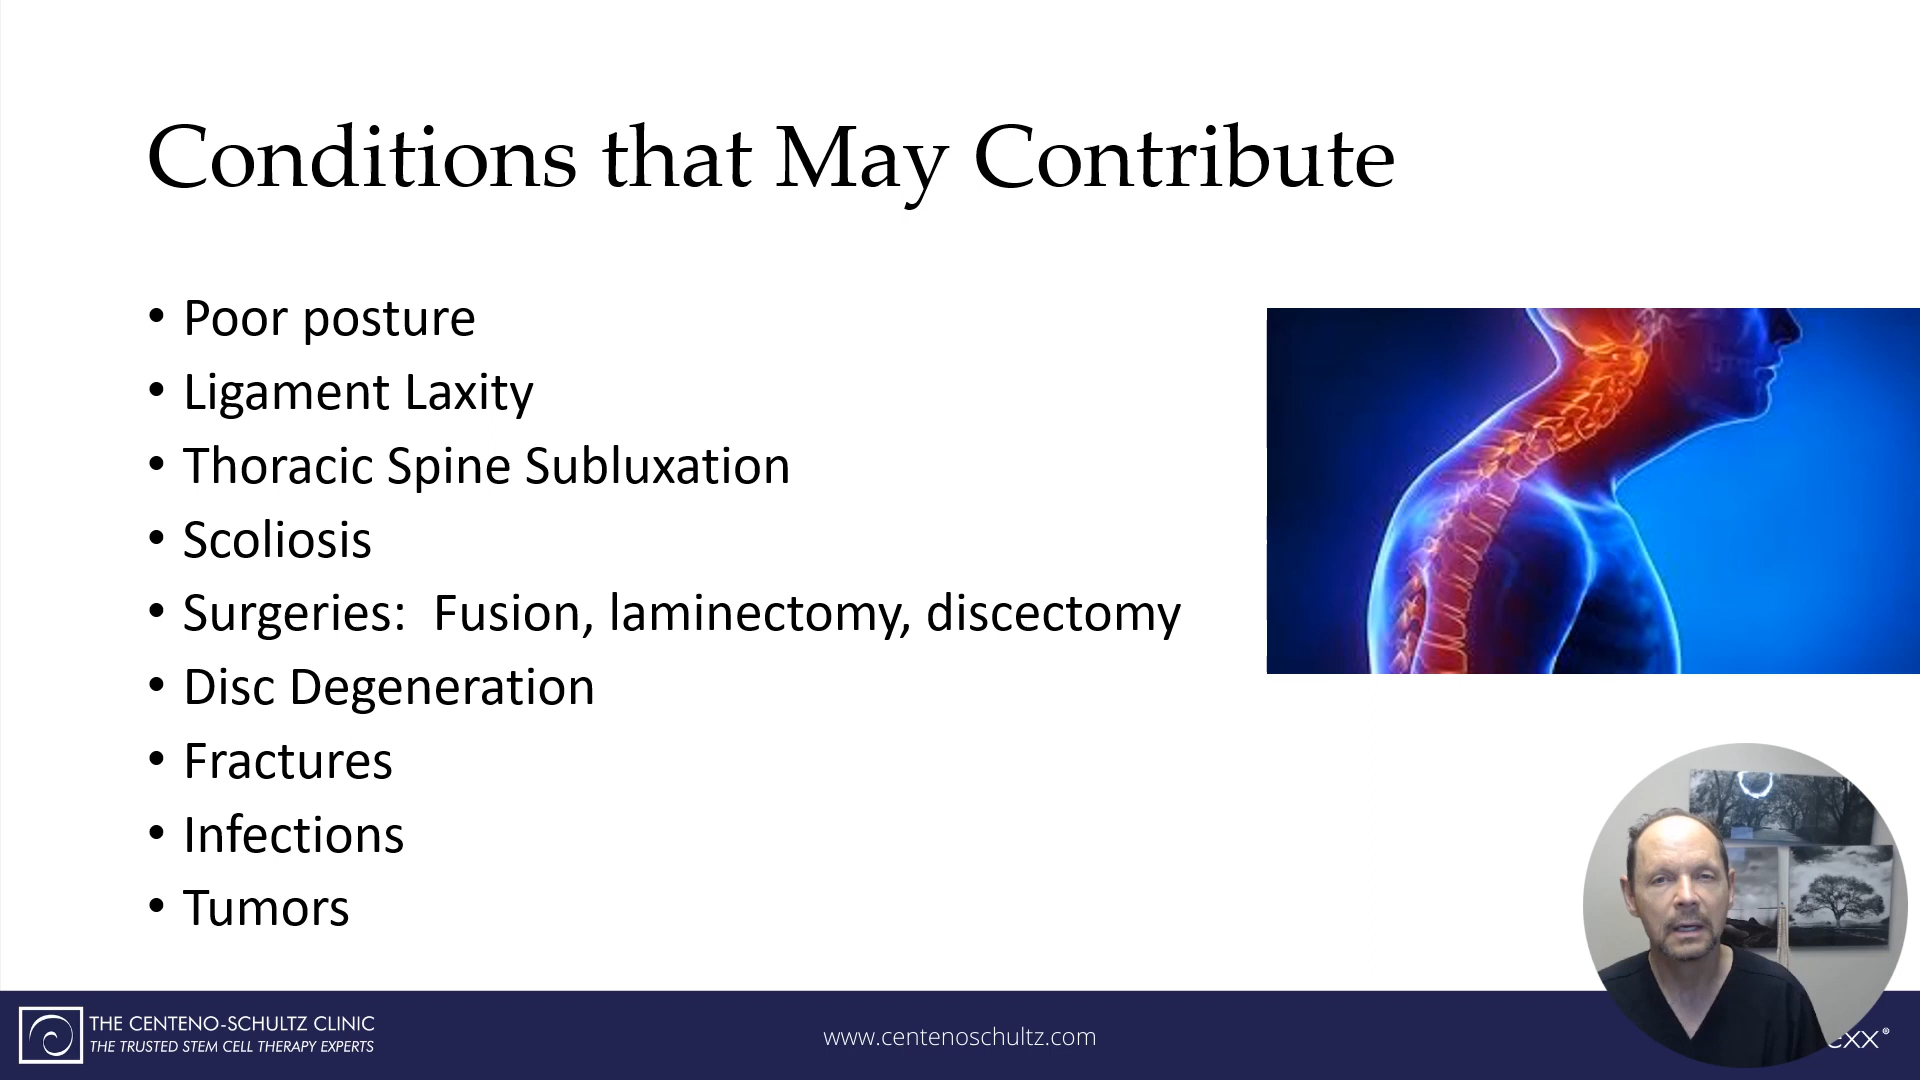 Conditions that May Contribute
• Poor posture
• Ligament Laxity
• Thoracic Spine Subluxation
• Scoliosis
• Surgeries:  Fusion, laminectomy, discectomy
• Disc Degeneration
• Fractures
• Infections
• Tumors
THE CENTENO-SCHULTZ CLINIC
THE TRUSTED STEM CELL THERAPY EXPERTS
www.centenoschultz.com